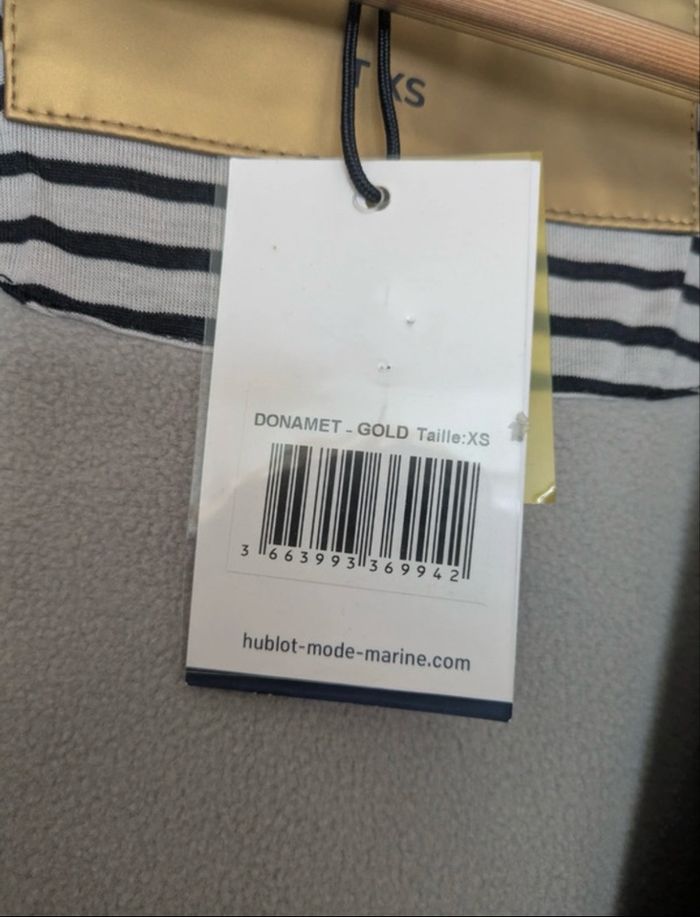 T XS
DONAMET - GOLD Taille:XS
3 663993 369942
hublot-mode-marine.com